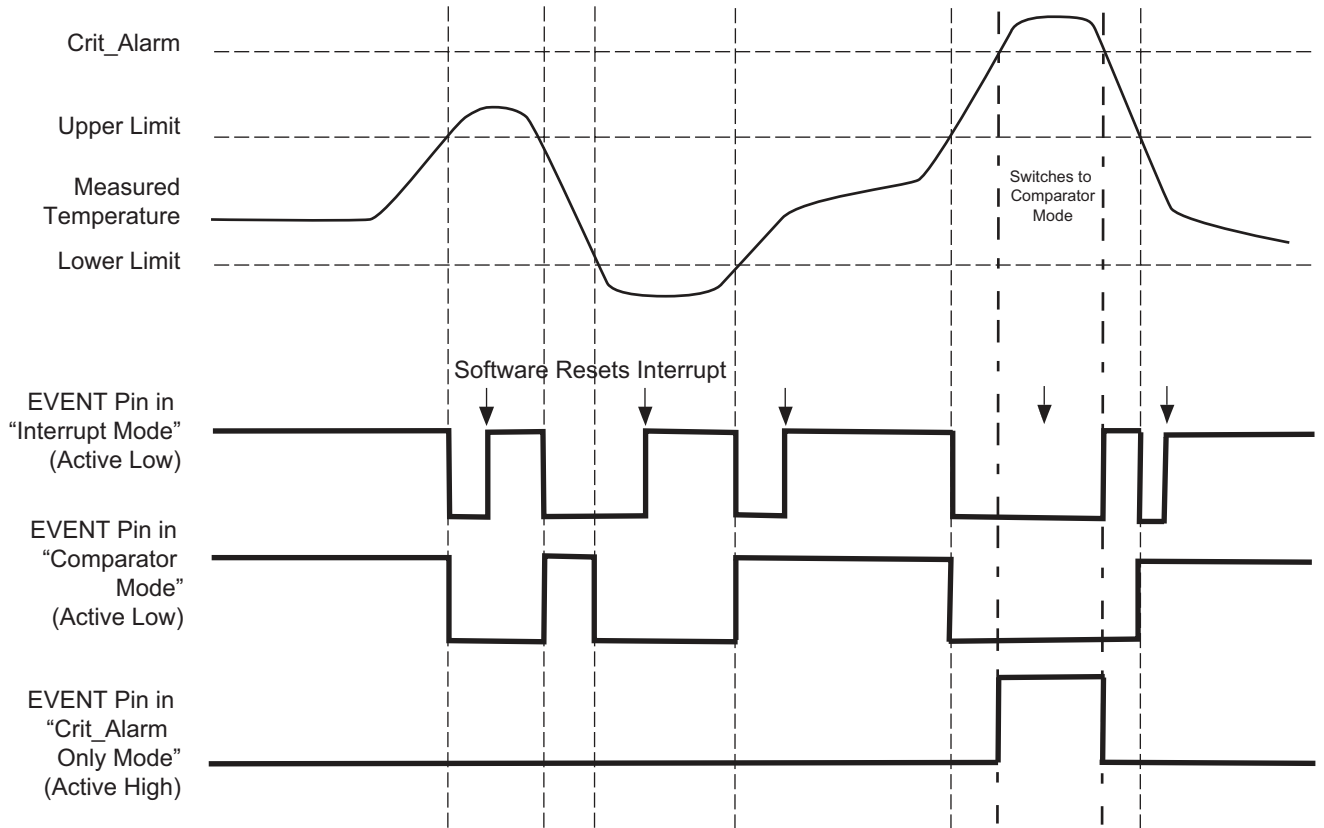 Crit_Alarm
Upper Limit
Measured
Temperature
Lower Limit
Switches to
Comparator
Mode
Software Resets Interrupt
EVENT Pin in
“Interrupt Mode”
(Active Low)
EVENT Pin in
“Comparator
Mode”
(Active Low)
EVENT Pin in
“Crit_Alarm
Only Mode”
(Active High)